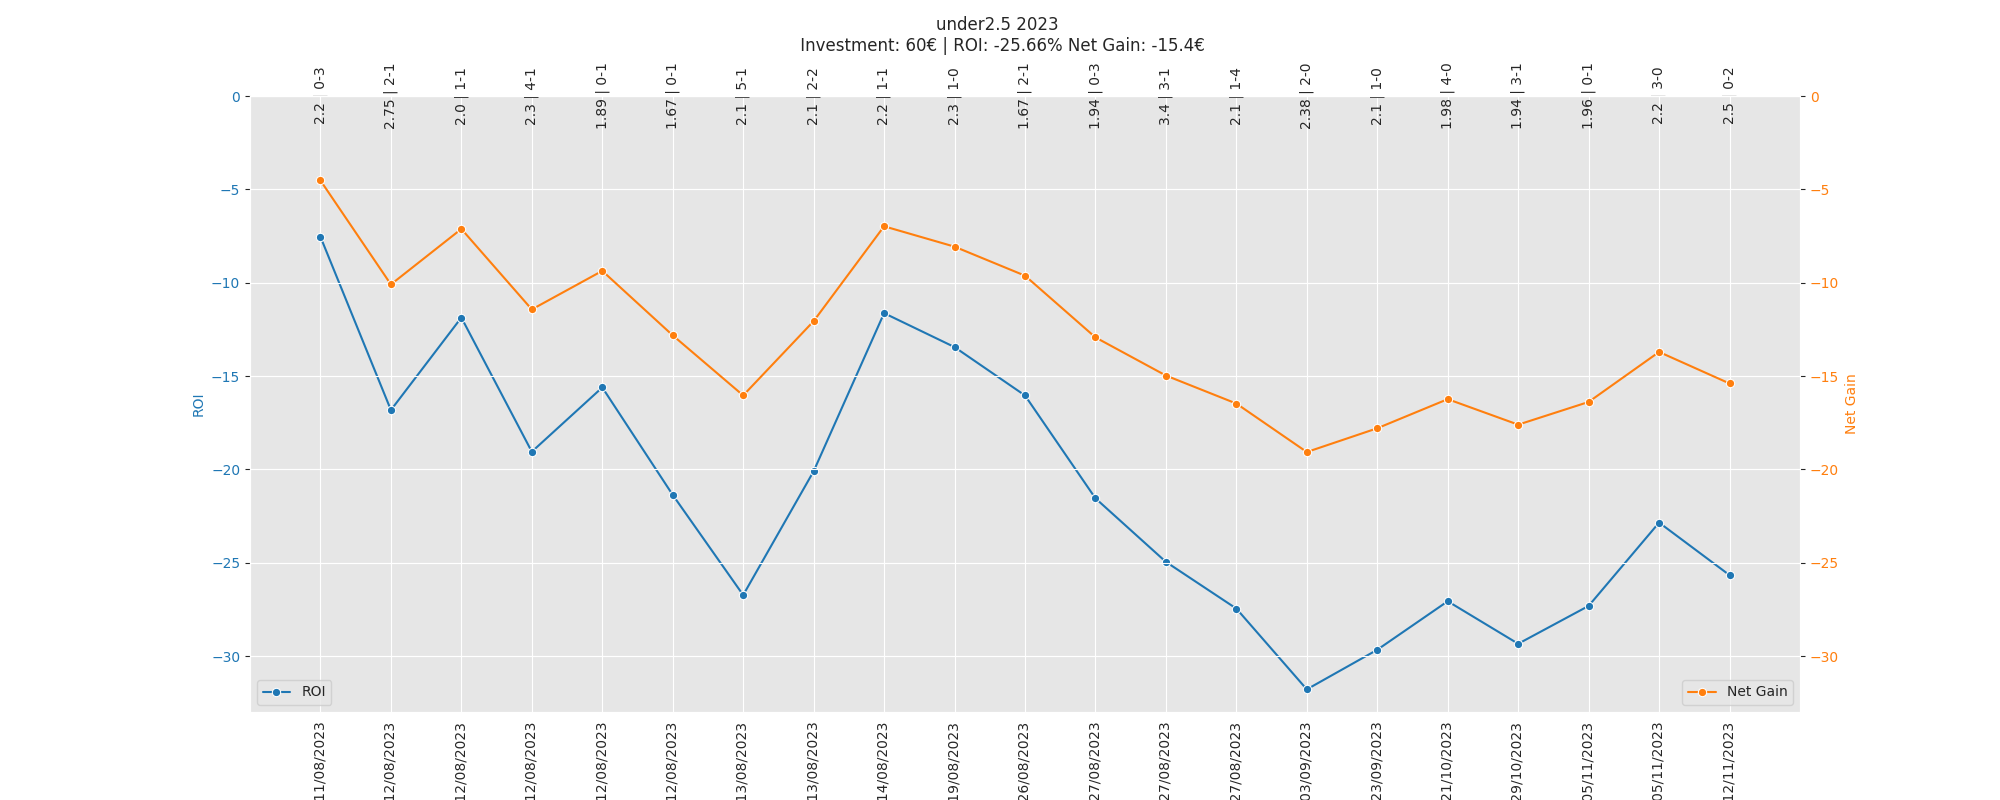 under2.5 2023
Investment: 60€ | ROI: -25.66% Net Gain: -15.4€
2.2 | 0-3
2.75 | 2-1
2.0 | 1-1
2.3 | 4-1
1.89 | 0-1
1.67 | 0-1
2.1 | 5-1
2.1 | 2-2
2.2 | 1-1
2.3 | 1-0
1.67 | 2-1
1.94 | 0-3
3.4 | 3-1
2.1 | 1-4
2.38 | 2-0
2.1 | 1-0
1.98 | 4-0
1.94 | 3-1
1.96 | 0-1
2.2 | 3-0
2.5 | 0-2
0
−5
−10
−15
−20
−25
−30
ROI
0
−5
−10
−15
−20
−25
−30
Net Gain
ROI
Net Gain
11/08/2023
12/08/2023
12/08/2023
12/08/2023
12/08/2023
12/08/2023
13/08/2023
13/08/2023
14/08/2023
19/08/2023
26/08/2023
27/08/2023
27/08/2023
27/08/2023
03/09/2023
23/09/2023
21/10/2023
29/10/2023
05/11/2023
05/11/2023
12/11/2023